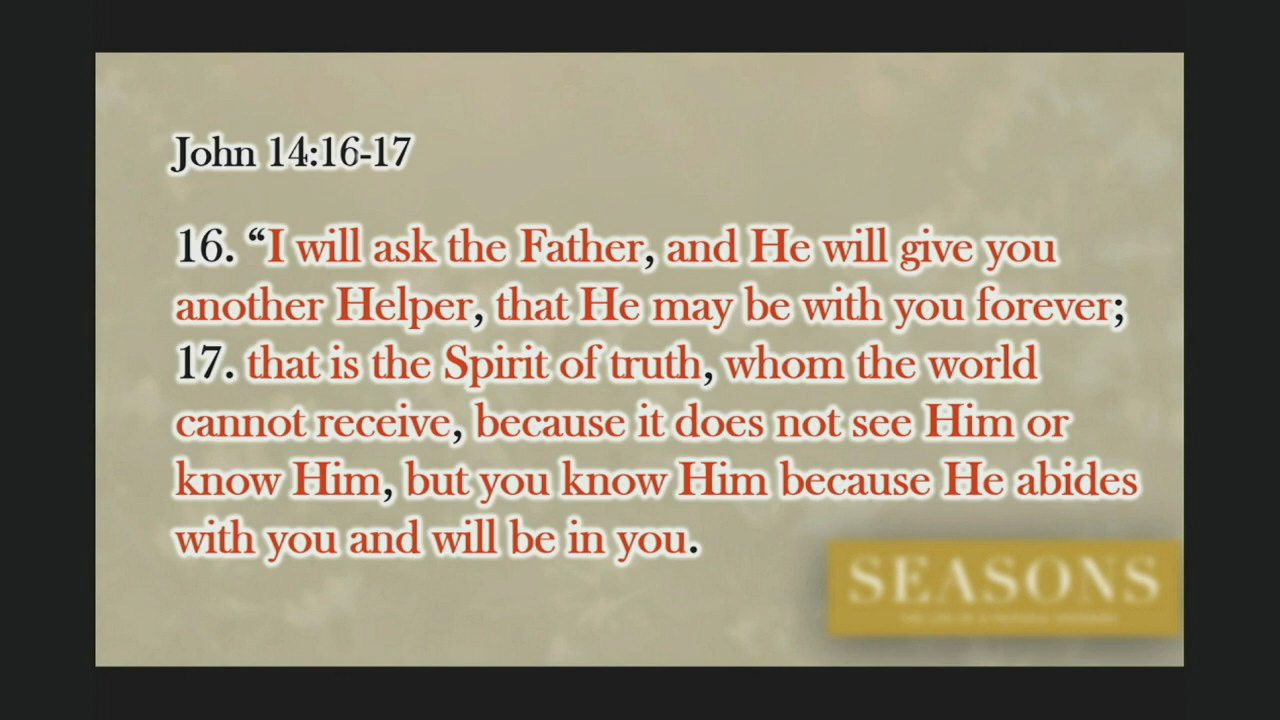 John 14:16-17
16. “I will ask the Father, and He will give you
another Helper, that He may be with you forever;
17. that is the Spirit of truth, whom the world
cannot receive, because it does not see Him or
know Him, but you know Him because He abides
with you and will be in you.
SEASONS